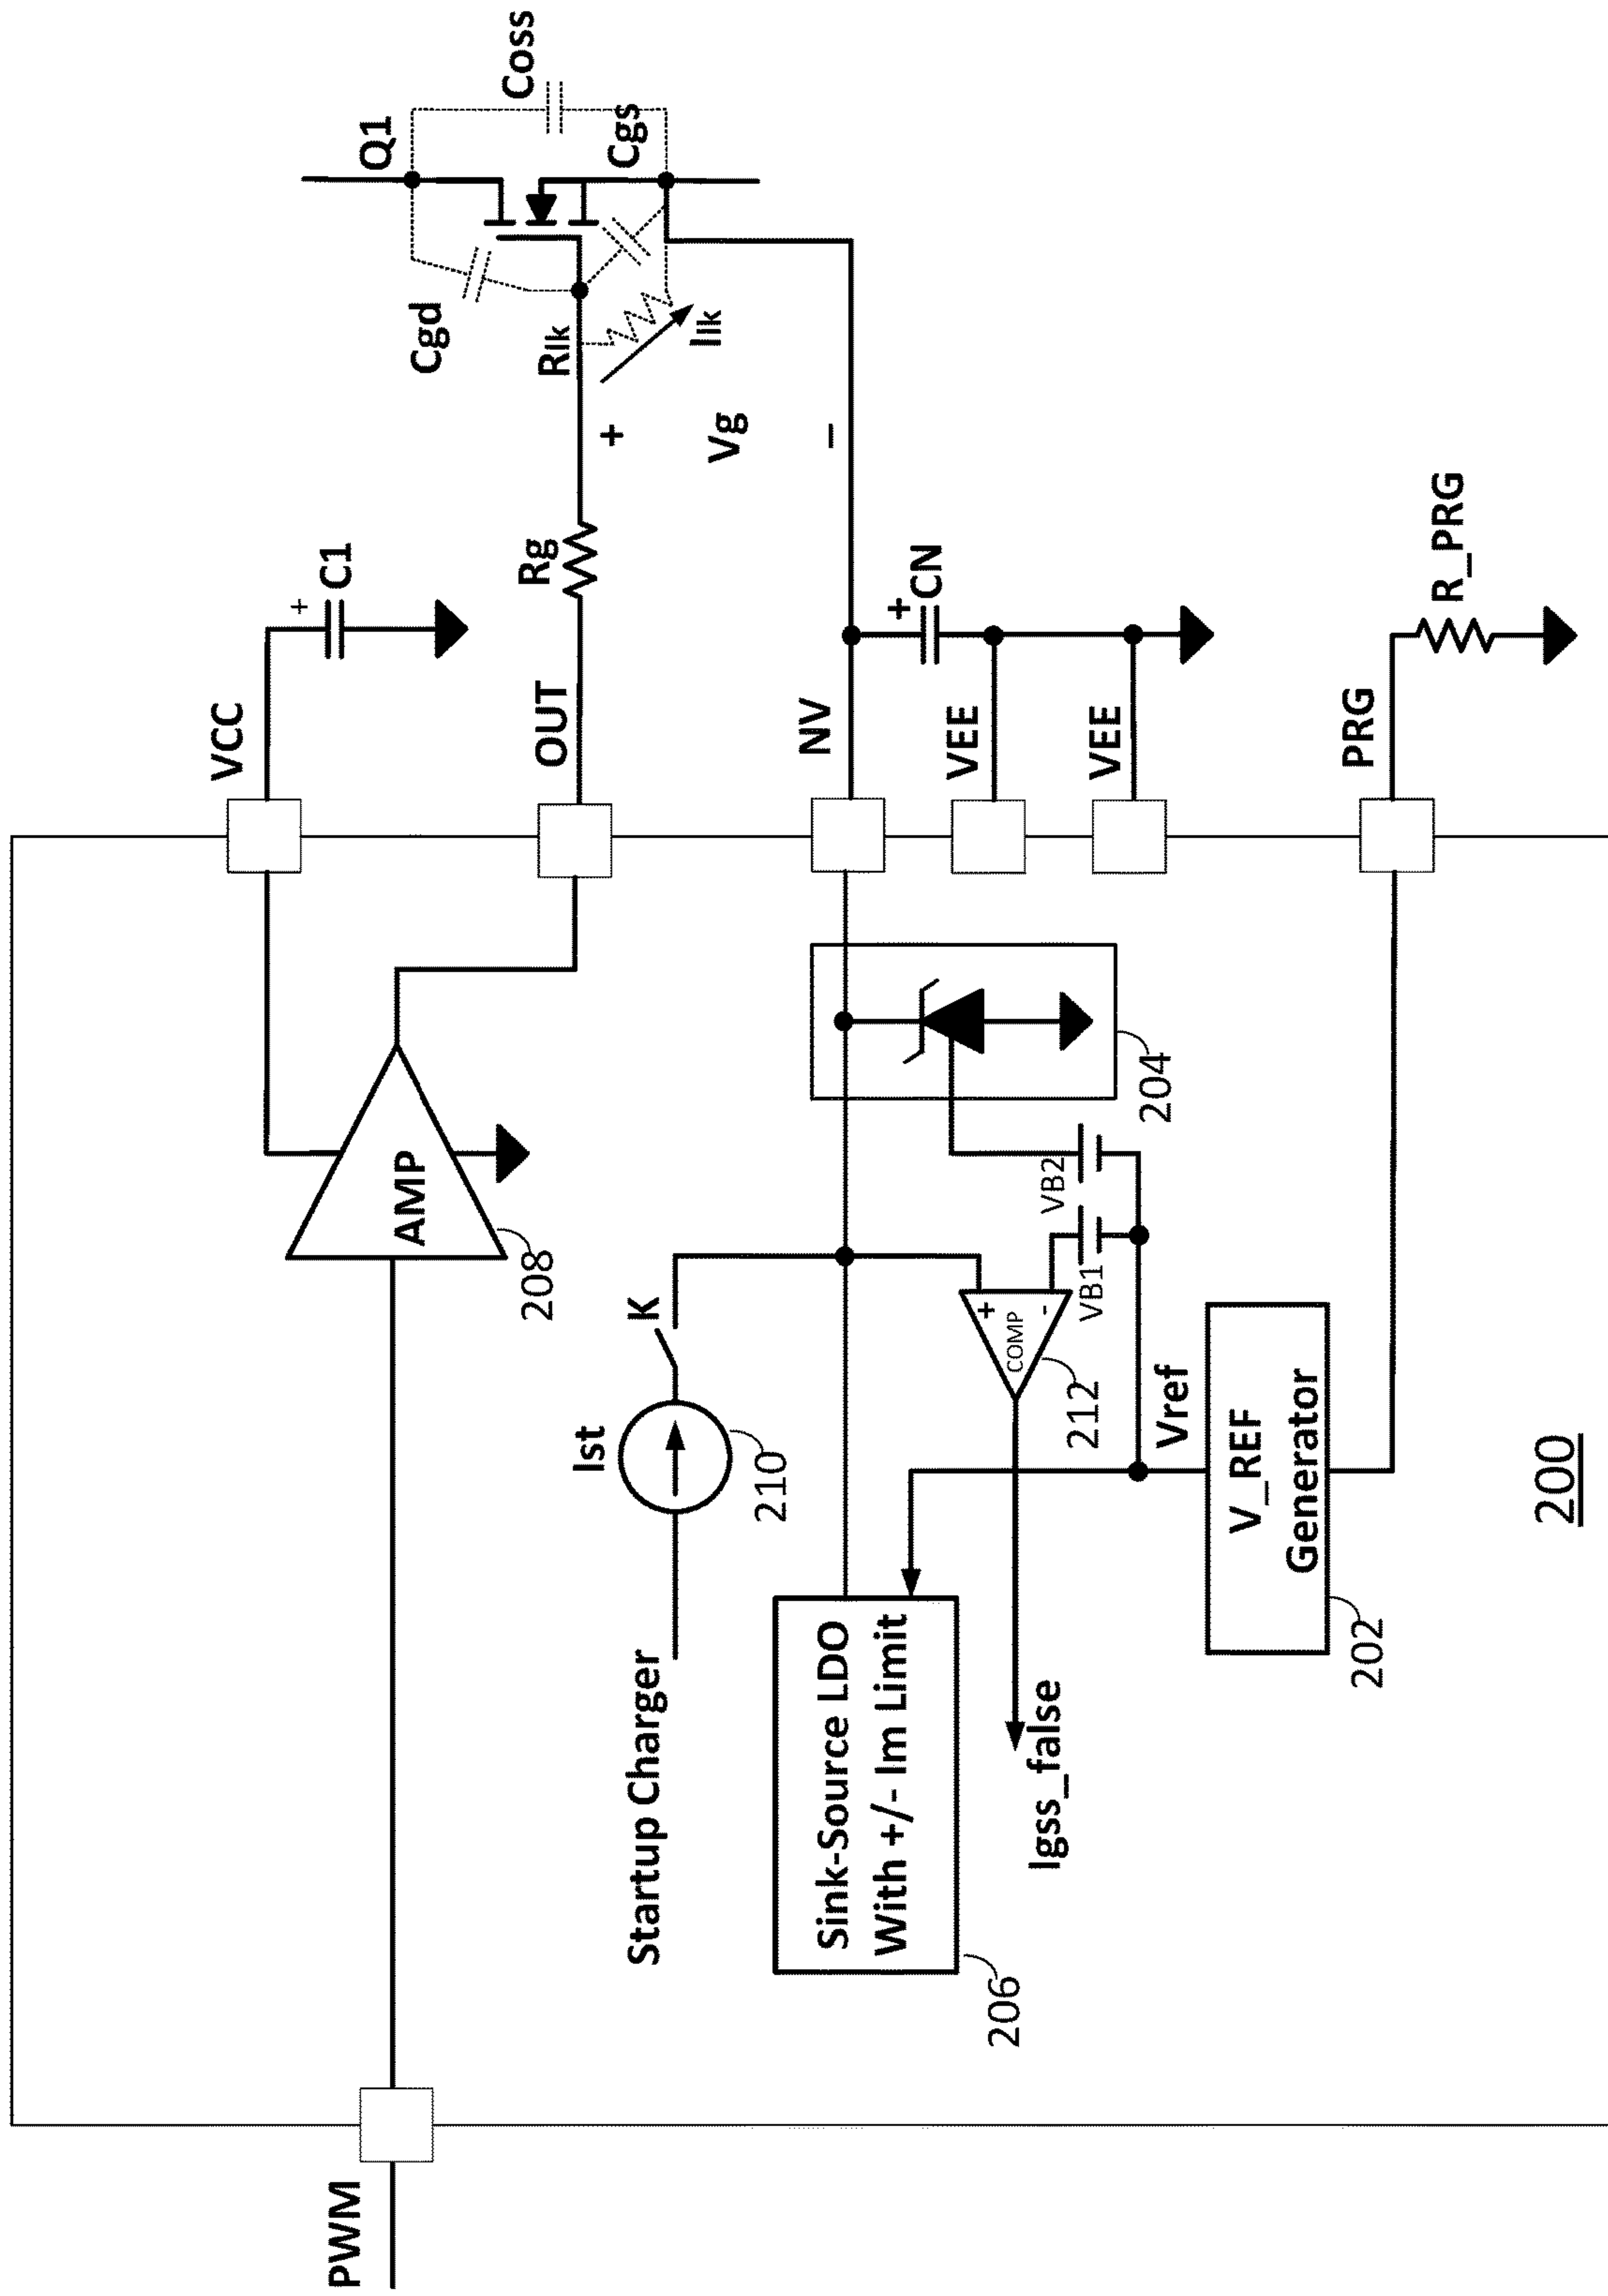 PWM
VCC
+
C1
AMP
208
OUT
Rg
Q1
Coss
Cgd
Cgs
Rlk
Ilk
+
Vg
−
Startup Charger
Ist
210
K
NV
+
CN
Sink-Source LDO
With +/- Im Limit
206
+
-
COMP
212
VB1
VB2
204
VEE
VEE
Igss_false
Vref
V_REF
Generator
202
PRG
R_PRG
200